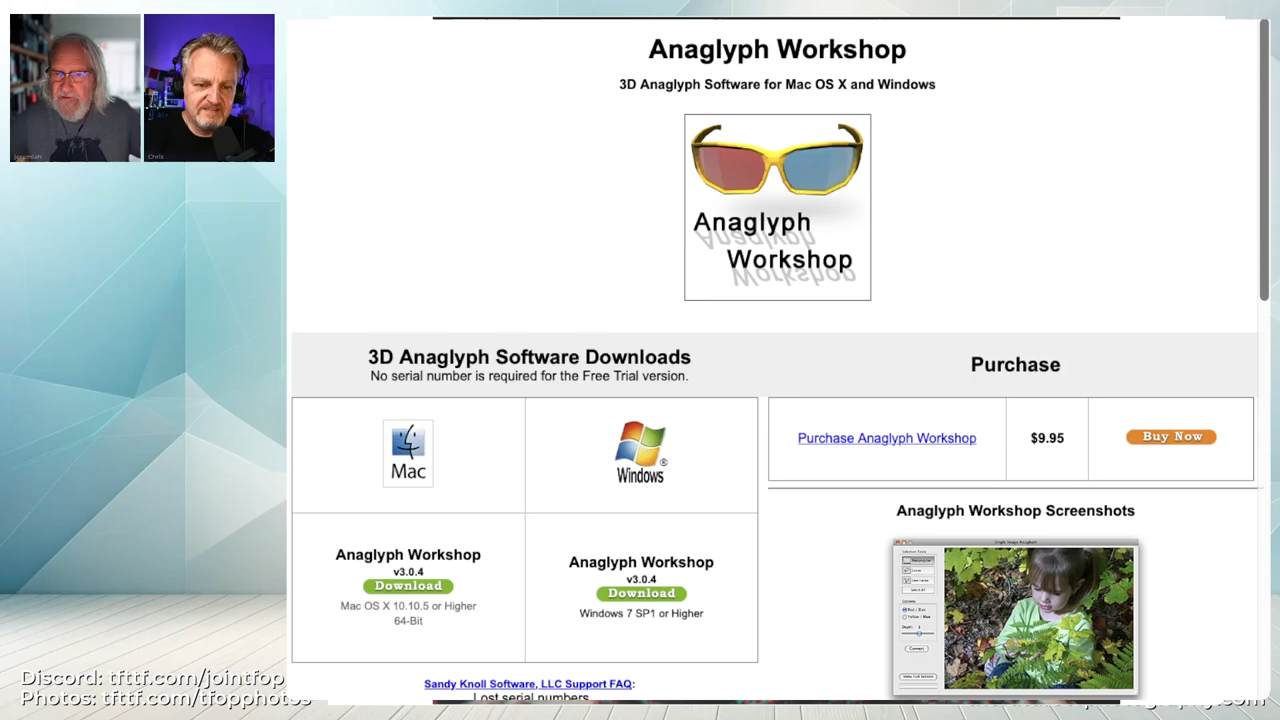 Anaglyph Workshop
3D Anaglyph Software for Mac OS X and Windows
Anaglyph
Workshop
3D Anaglyph Software Downloads
No serial number is required for the Free Trial version.
Purchase
Mac
Windows
Purchase Anaglyph Workshop
$9.95
Buy Now
Anaglyph Workshop
v3.0.4
Download
Mac OS X 10.10.5 or Higher
64-Bit
Anaglyph Workshop
v3.0.4
Download
Windows 7 SP1 or Higher
Anaglyph Workshop Screenshots
Sandy Knoll Software, LLC Support FAQ:
Lost serial numbers
Jeremiah
Chris
Discord: tfttf.com/jointfop
Photos: tfttf.com/tfopphotos